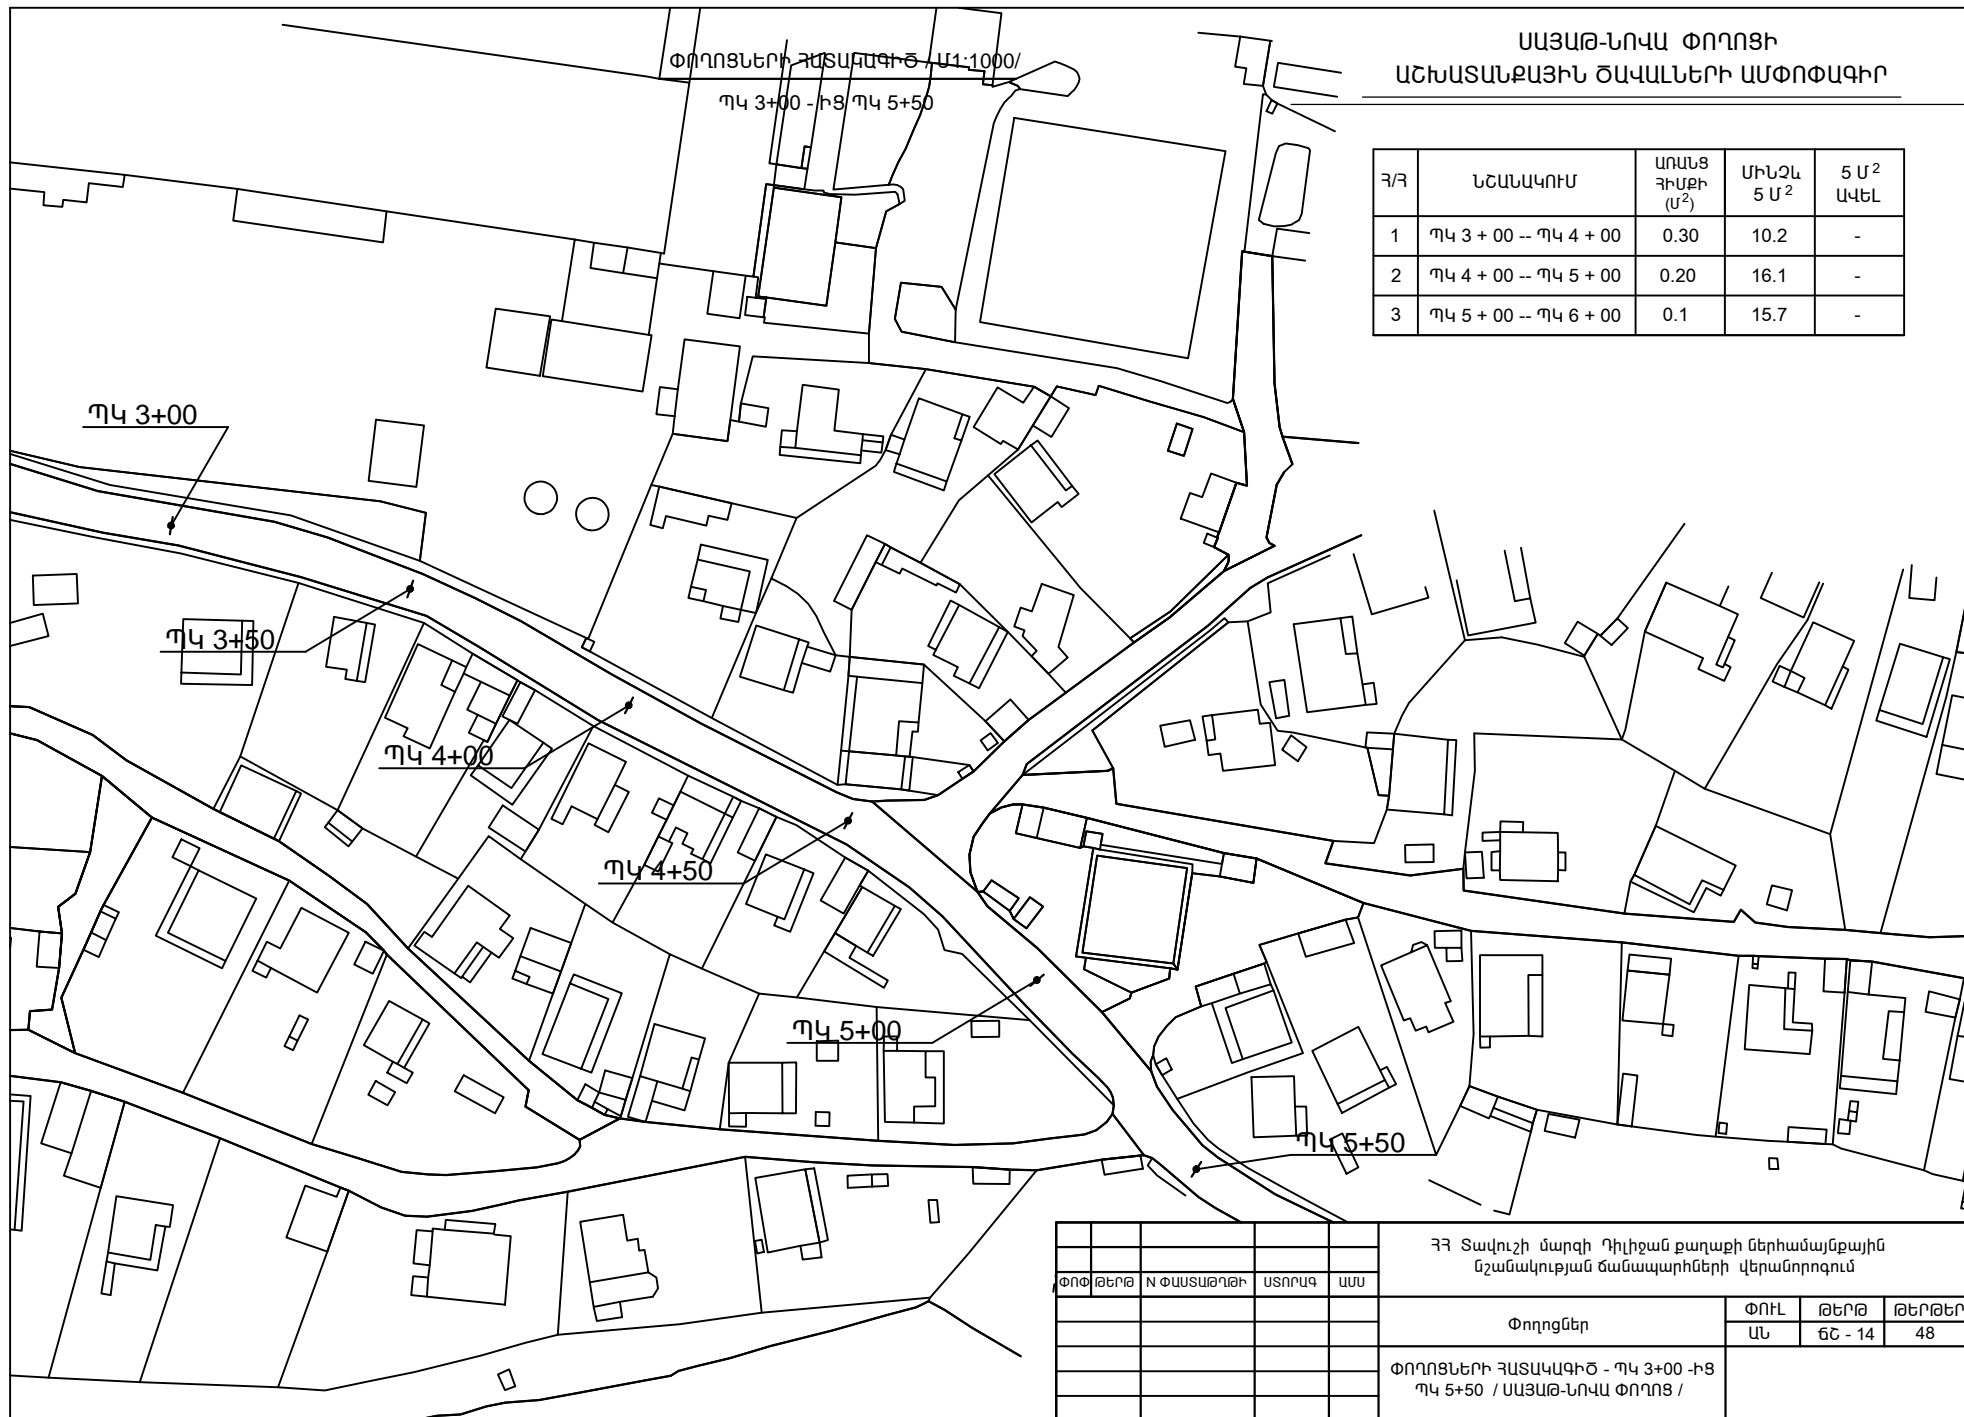 ՓՈՂՈՑՆԵՐԻ ՀԱՏԱԿԱԳԻԾ / Մ1:1000/
ՊԿ 3+00 - ԻՑ ՊԿ 5+50
ՍԱՅԱԹ-ՆՈՎԱ ՓՈՂՈՑԻ
ԱՇԽԱՏԱՆՔԱՅԻՆ ԾԱՎԱԼՆԵՐԻ ԱՄՓՈՓԱԳԻՐ
Հ/Հ ՆՇԱՆԱԿՈՒՄ ԱՌԱՆՑ ՀԻՄՔԻ (Մ²) ՄԻՆՉև 5 Մ² 5 Մ² ԱՎԵԼ
1 ՊԿ 3 + 00 -- ՊԿ 4 + 00 0.30 10.2 -
2 ՊԿ 4 + 00 -- ՊԿ 5 + 00 0.20 16.1 -
3 ՊԿ 5 + 00 -- ՊԿ 6 + 00 0.1 15.7 -
ՊԿ 3+00
ՊԿ 3+50
ՊԿ 4+00
ՊԿ 4+50
ՊԿ 5+00
ՊԿ 5+50
ՀՀ Տավուշի մարզի Դիլիջան քաղաքի ներհամայնքային
նշանակության ճանապարհների վերանորոգում
ՓՈՓ ԹԵՐԹ N ՓԱՍՏԱԹՂԹԻ ՍՏՈՐԱԳ ԱՄՍ
Փողոցներ
ՓՈՒԼ ԹԵՐԹ ԹԵՐԹԵՐ
ԱՆ ՃՇ - 14 48
ՓՈՂՈՑՆԵՐԻ ՀԱՏԱԿԱԳԻԾ - ՊԿ 3+00 -ԻՑ
ՊԿ 5+50 / ՍԱՅԱԹ-ՆՈՎԱ ՓՈՂՈՑ /